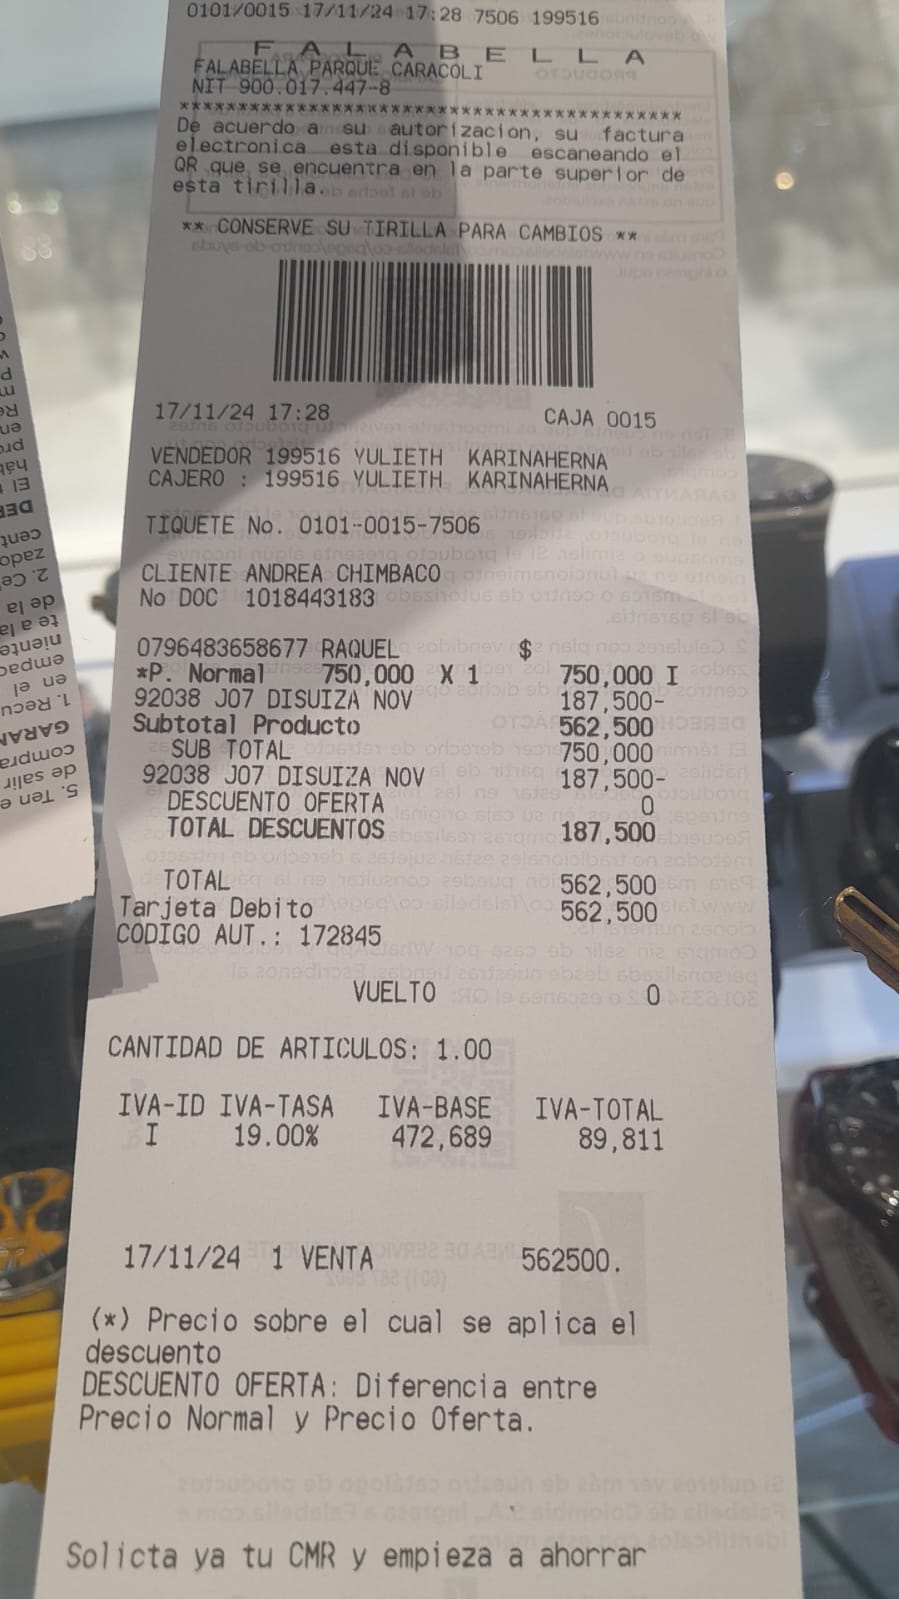 0101/0015 17/11/24 17:28 7506 199516
F A L A B E L L A
FALABELLA PARQUE CARACOLI
NIT 900.017.447-8
********************************************
De acuerdo a su autorizacion, su factura
electronica esta disponible escaneando el
QR que se encuentra en la parte superior de
esta tirilla.
** CONSERVE SU TIRILLA PARA CAMBIOS **
17/11/24 17:28 CAJA 0015
VENDEDOR 199516 YULIETH KARINAHERNA
CAJERO : 199516 YULIETH KARINAHERNA
TIQUETE No. 0101-0015-7506
CLIENTE ANDREA CHIMBACO
No DOC 1018443183
0796483658677 RAQUEL $
*P. Normal 750,000 X 1 750,000 I
92038 J07 DISUIZA NOV 187,500-
Subtotal Producto 562,500
SUB TOTAL 750,000
92038 J07 DISUIZA NOV 187,500-
DESCUENTO OFERTA 0
TOTAL DESCUENTOS 187,500
TOTAL 562,500
Tarjeta Debito 562,500
CODIGO AUT.: 172845
VUELTO 0
CANTIDAD DE ARTICULOS: 1.00
IVA-ID IVA-TASA IVA-BASE IVA-TOTAL
I 19.00% 472,689 89,811
17/11/24 1 VENTA 562500.
(*) Precio sobre el cual se aplica el
descuento
DESCUENTO OFERTA: Diferencia entre
Precio Normal y Precio Oferta.
Solicta ya tu CMR y empieza a ahorrar